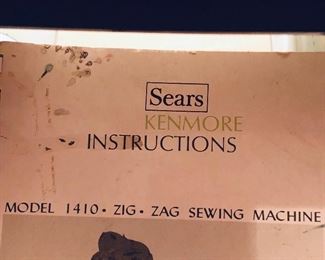 Sears
KENMORE
INSTRUCTIONS
MODEL 1410 • ZIG • ZAG SEWING MACHINE